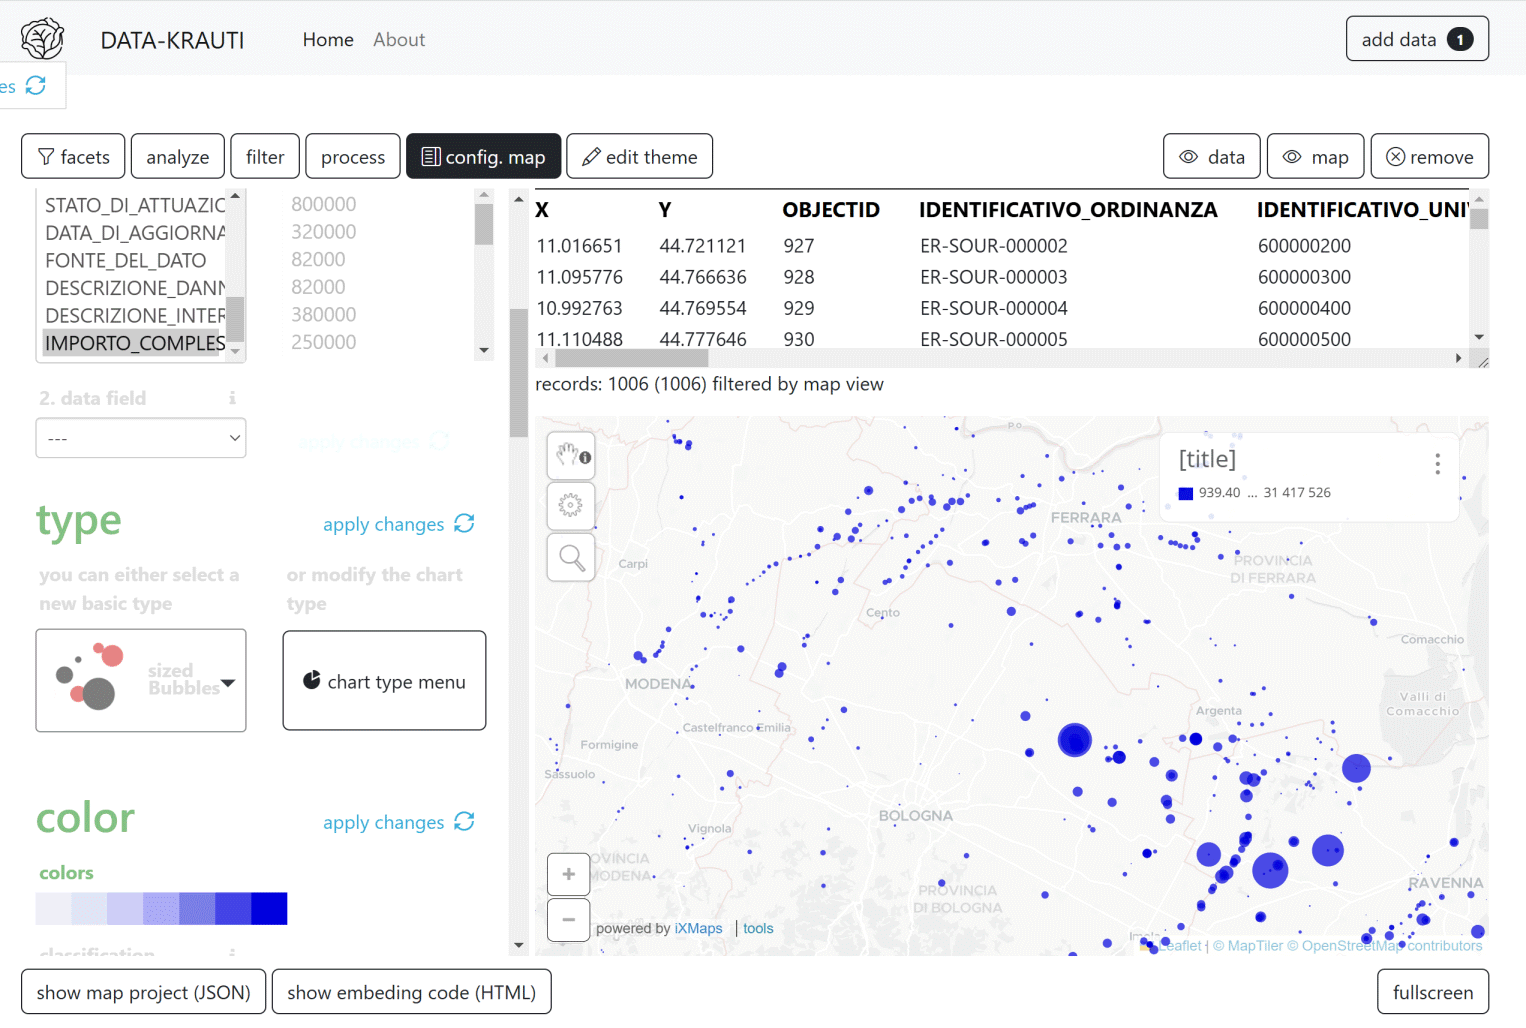 DATA-KRAUTI
Home
About
add data 1
es
facets
analyze
filter
process
config. map
edit theme
data
map
remove
STATO_DI_ATTUAZIC
DATA_DI_AGGIORNA
FONTE_DEL_DATO
DESCRIZIONE_DANN
DESCRIZIONE_INTER
IMPORTO_COMPLES
800000
320000
82000
82000
380000
250000
2. data field i
---
type
apply changes
you can either select a
new basic type
or modify the chart
type
sized
Bubbles
chart type menu
color
apply changes
colors
classification i
X Y OBJECTID IDENTIFICATIVO_ORDINANZA IDENTIFICATIVO_UNIV
11.016651 44.721121 927 ER-SOUR-000002 600000200
11.095776 44.766636 928 ER-SOUR-000003 600000300
10.992763 44.769554 929 ER-SOUR-000004 600000400
11.110488 44.777646 930 ER-SOUR-000005 600000500
records: 1006 (1006) filtered by map view
Po
[title]
939.40 ... 31 417 526
FERRARA
Carpi
PROVINCIA
DI FERRARA
Cento
Comacchio
MODENA
Valli di
Comacchio
Argenta
Castelfranco Emilia
Formigine
Sassuolo
BOLOGNA
Vignola
OVINCIA
MODENA
+
PROVINCIA
DI BOLOGNA
RAVENNA
−
powered by iXMaps | tools
Imola
Leaflet | © MapTiler © OpenStreetMap contributors
show map project (JSON)
show embeding code (HTML)
fullscreen